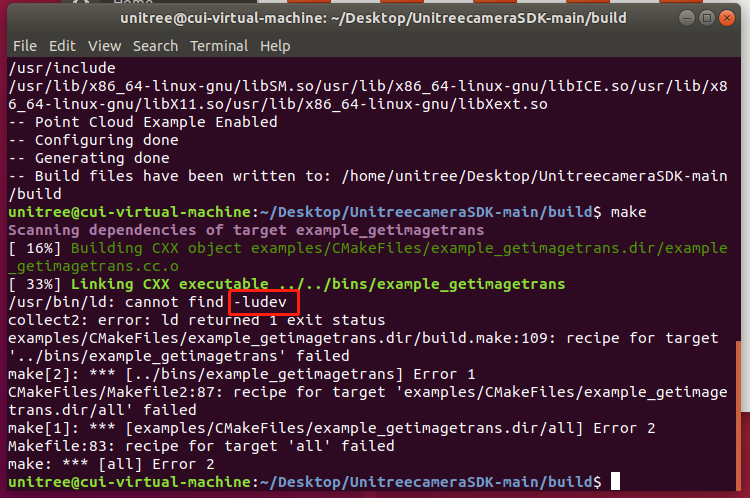 unitree@cui-virtual-machine: ~/Desktop/UnitreecameraSDK-main/build
File Edit View Search Terminal Help
/usr/include
/usr/lib/x86_64-linux-gnu/libSM.so/usr/lib/x86_64-linux-gnu/libICE.so/usr/lib/x8
6_64-linux-gnu/libX11.so/usr/lib/x86_64-linux-gnu/libXext.so
-- Point Cloud Example Enabled
-- Configuring done
-- Generating done
-- Build files have been written to: /home/unitree/Desktop/UnitreecameraSDK-main
/build
unitree@cui-virtual-machine:~/Desktop/UnitreecameraSDK-main/build$ make
Scanning dependencies of target example_getimagetrans
[ 16%] Building CXX object examples/CMakeFiles/example_getimagetrans.dir/example
_getimagetrans.cc.o
[ 33%] Linking CXX executable ../../bins/example_getimagetrans
/usr/bin/ld: cannot find -ludev
collect2: error: ld returned 1 exit status
examples/CMakeFiles/example_getimagetrans.dir/build.make:109: recipe for target
'../bins/example_getimagetrans' failed
make[2]: *** [../bins/example_getimagetrans] Error 1
CMakeFiles/Makefile2:87: recipe for target 'examples/CMakeFiles/example_getimage
trans.dir/all' failed
make[1]: *** [examples/CMakeFiles/example_getimagetrans.dir/all] Error 2
Makefile:83: recipe for target 'all' failed
make: *** [all] Error 2
unitree@cui-virtual-machine:~/Desktop/UnitreecameraSDK-main/build$